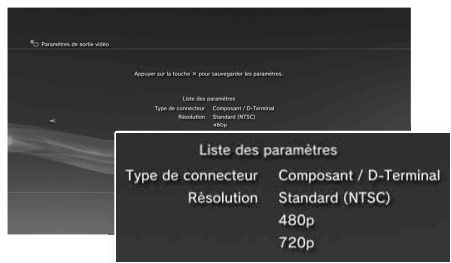 Paramètres de sortie vidéo
Appuyer sur la touche ✕ pour sauvegarder les paramètres.
Liste des paramètres
Type de connecteur Composant / D-Terminal
Résolution Standard (NTSC)
480p
Liste des paramètres
Type de connecteur Composant / D-Terminal
Résolution Standard (NTSC)
480p
720p